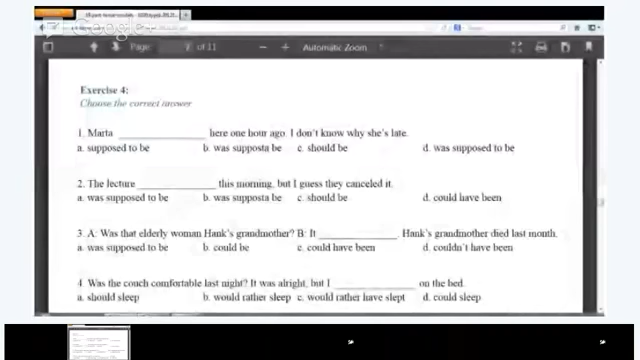 Google+
Page: of 11
Automatic Zoom
Exercise 4:
Choose the correct answer
1. Marta ________________ here one hour ago. I don't know why she's late.
a. supposed to be b. was supposta be c. should be d. was supposed to be
2. The lecture ______________ this morning, but I guess they canceled it.
a. was supposed to be b. was supposta be c. should be d. could have been
3. A: Was that elderly woman Hank's grandmother? B: It ______________. Hank's grandmother died last month.
a. was supposed to be b. could be c. could have been d. couldn't have been
4. Was the couch comfortable last night? It was alright, but I ______________ on the bed.
a. should sleep b. would rather sleep c. would rather have slept d. could sleep